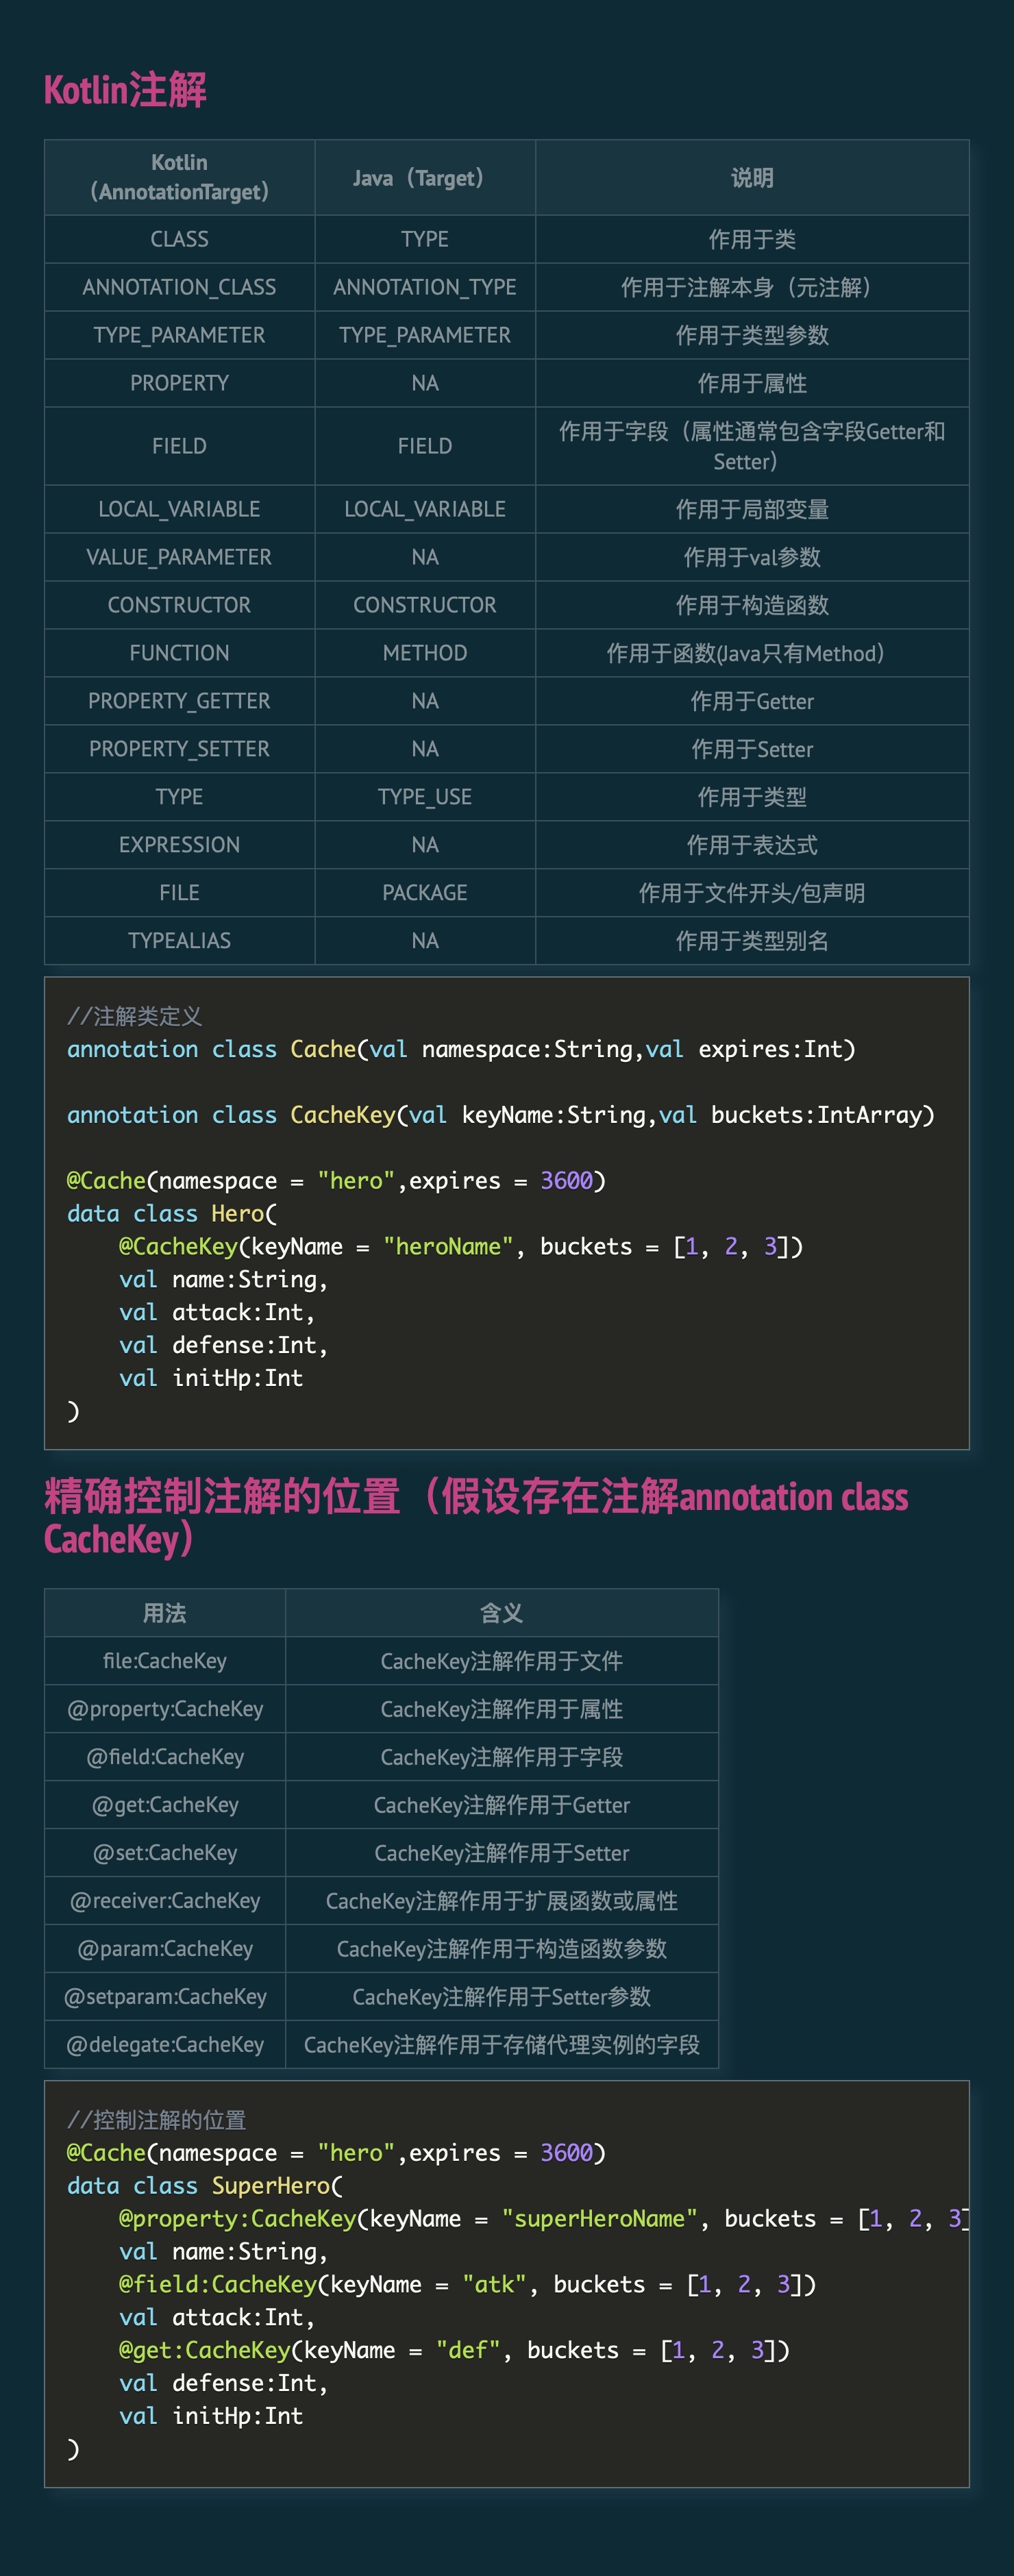 Kotlin注解
Kotlin
（AnnotationTarget） Java（Target） 说明
CLASS TYPE 作用于类
ANNOTATION_CLASS ANNOTATION_TYPE 作用于注解本身（元注解）
TYPE_PARAMETER TYPE_PARAMETER 作用于类型参数
PROPERTY NA 作用于属性
FIELD FIELD 作用于字段（属性通常包含字段Getter和
Setter）
LOCAL_VARIABLE LOCAL_VARIABLE 作用于局部变量
VALUE_PARAMETER NA 作用于val参数
CONSTRUCTOR CONSTRUCTOR 作用于构造函数
FUNCTION METHOD 作用于函数(Java只有Method）
PROPERTY_GETTER NA 作用于Getter
PROPERTY_SETTER NA 作用于Setter
TYPE TYPE_USE 作用于类型
EXPRESSION NA 作用于表达式
FILE PACKAGE 作用于文件开头/包声明
TYPEALIAS NA 作用于类型别名
//注解类定义
annotation class Cache(val namespace:String,val expires:Int)
annotation class CacheKey(val keyName:String,val buckets:IntArray)
@Cache(namespace = "hero",expires = 3600)
data class Hero(
    @CacheKey(keyName = "heroName", buckets = [1, 2, 3])
    val name:String,
    val attack:Int,
    val defense:Int,
    val initHp:Int
)
精确控制注解的位置（假设存在注解annotation class
CacheKey）
用法 含义
file:CacheKey CacheKey注解作用于文件
@property:CacheKey CacheKey注解作用于属性
@field:CacheKey CacheKey注解作用于字段
@get:CacheKey CacheKey注解作用于Getter
@set:CacheKey CacheKey注解作用于Setter
@receiver:CacheKey CacheKey注解作用于扩展函数或属性
@param:CacheKey CacheKey注解作用于构造函数参数
@setparam:CacheKey CacheKey注解作用于Setter参数
@delegate:CacheKey CacheKey注解作用于存储代理实例的字段
//控制注解的位置
@Cache(namespace = "hero",expires = 3600)
data class SuperHero(
    @property:CacheKey(keyName = "superHeroName", buckets = [1, 2, 3]
    val name:String,
    @field:CacheKey(keyName = "atk", buckets = [1, 2, 3])
    val attack:Int,
    @get:CacheKey(keyName = "def", buckets = [1, 2, 3])
    val defense:Int,
    val initHp:Int
)